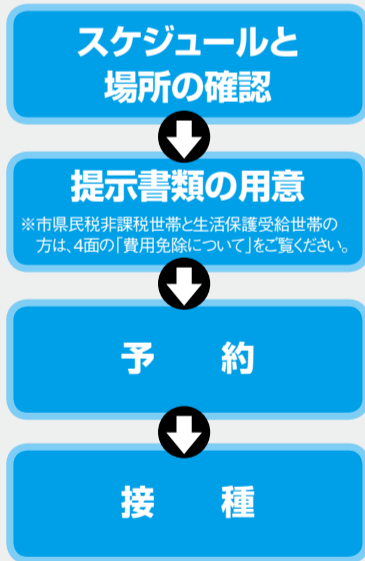 スケジュールと
場所の確認
提示書類の用意
※市県民税非課税世帯と生活保護受給世帯の
方は、4面の「費用免除について」をご覧ください。
予　約
接　種